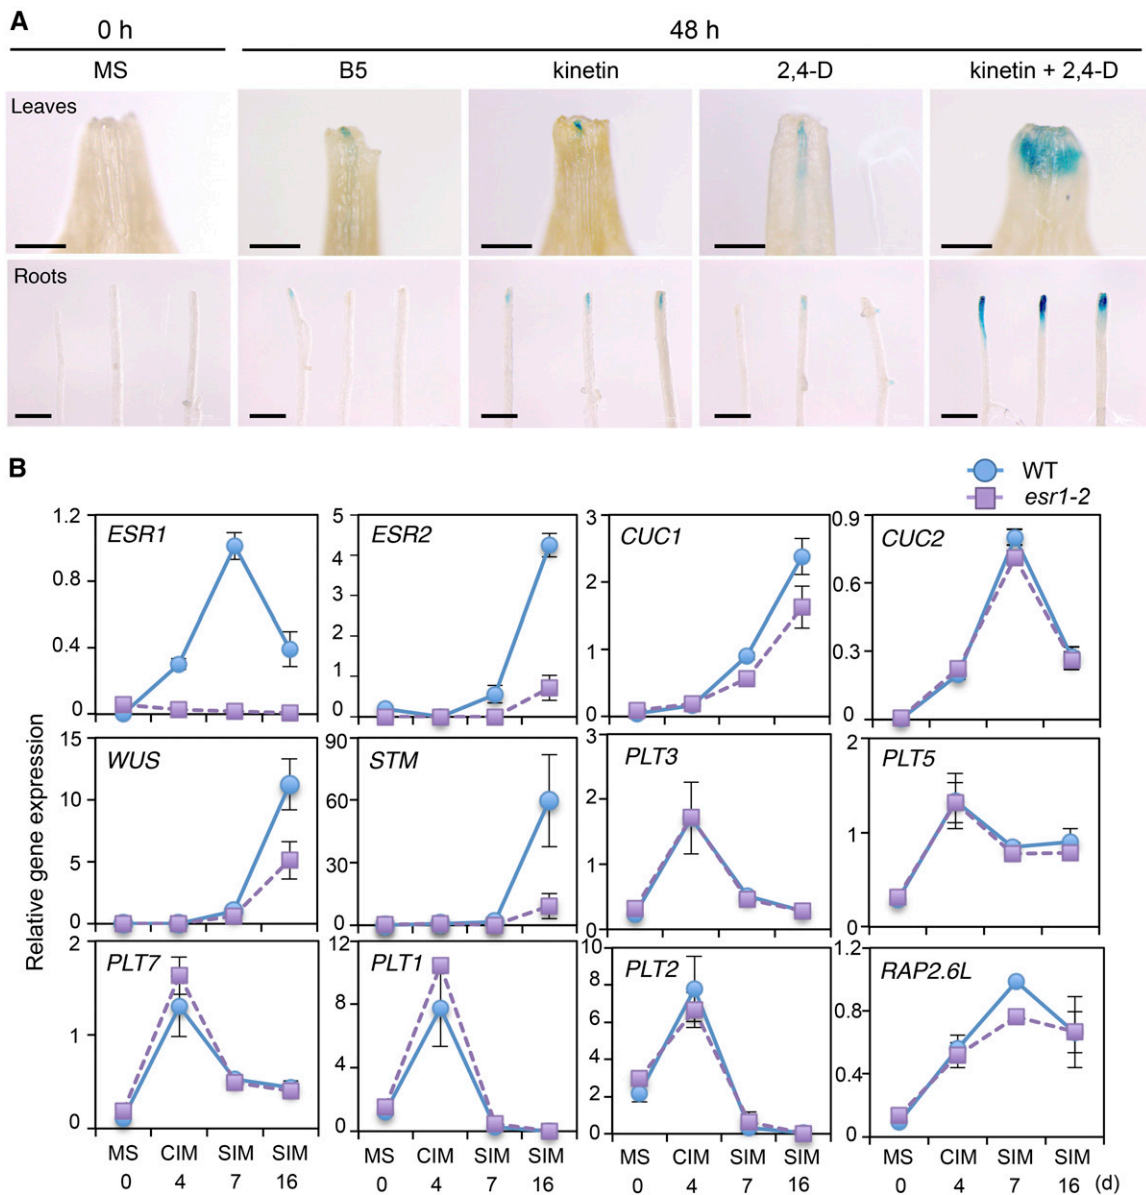 A
0 h 48 h
MS B5 kinetin 2,4-D kinetin + 2,4-D
Leaves
Roots
B
WT
esr1-2
Relative gene expression
ESR1
1.2
0.8
0.4
0
ESR2
5
4
3
2
1
0
CUC1
3
2
1
0
CUC2
0.9
0.6
0.3
0
WUS
15
10
5
0
STM
90
60
30
0
PLT3
3
2
1
0
PLT5
2
1
0
PLT7
2
1
0
PLT1
12
8
4
0
PLT2
10
8
6
4
2
0
RAP2.6L
1.2
0.8
0.4
0
MS CIM SIM SIM MS CIM SIM SIM MS CIM SIM SIM MS CIM SIM SIM
0 4 7 16 0 4 7 16 0 4 7 16 0 4 7 16 (d)